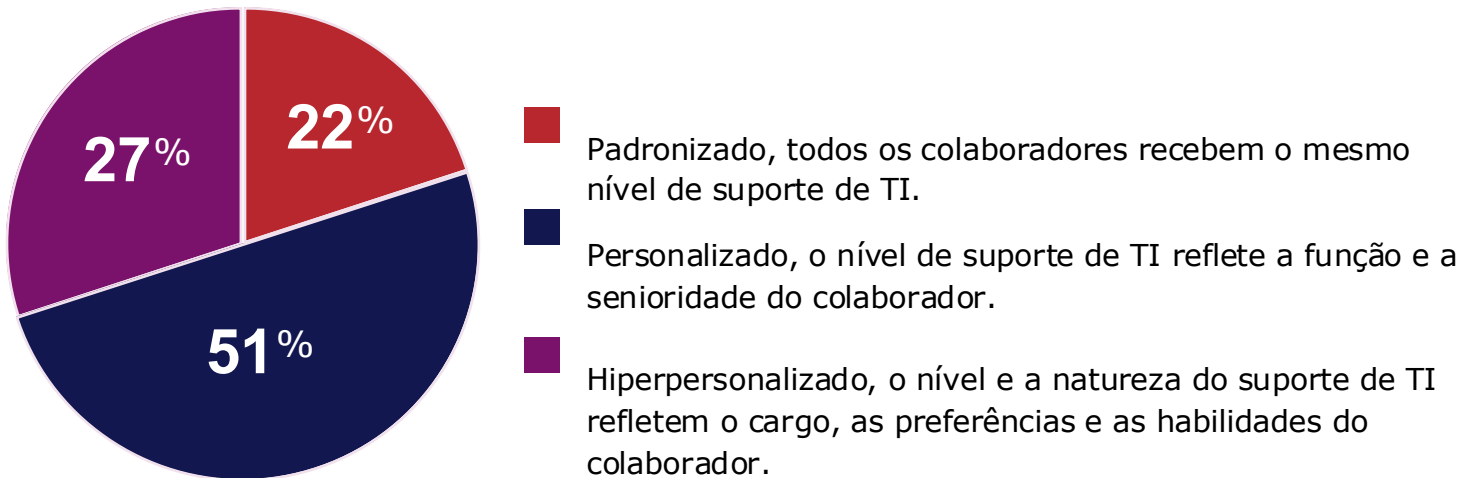 27%
22%
51%
Padronizado, todos os colaboradores recebem o mesmo
nível de suporte de TI.
Personalizado, o nível de suporte de TI reflete a função e a
senioridade do colaborador.
Hiperpersonalizado, o nível e a natureza do suporte de TI
refletem o cargo, as preferências e as habilidades do
colaborador.